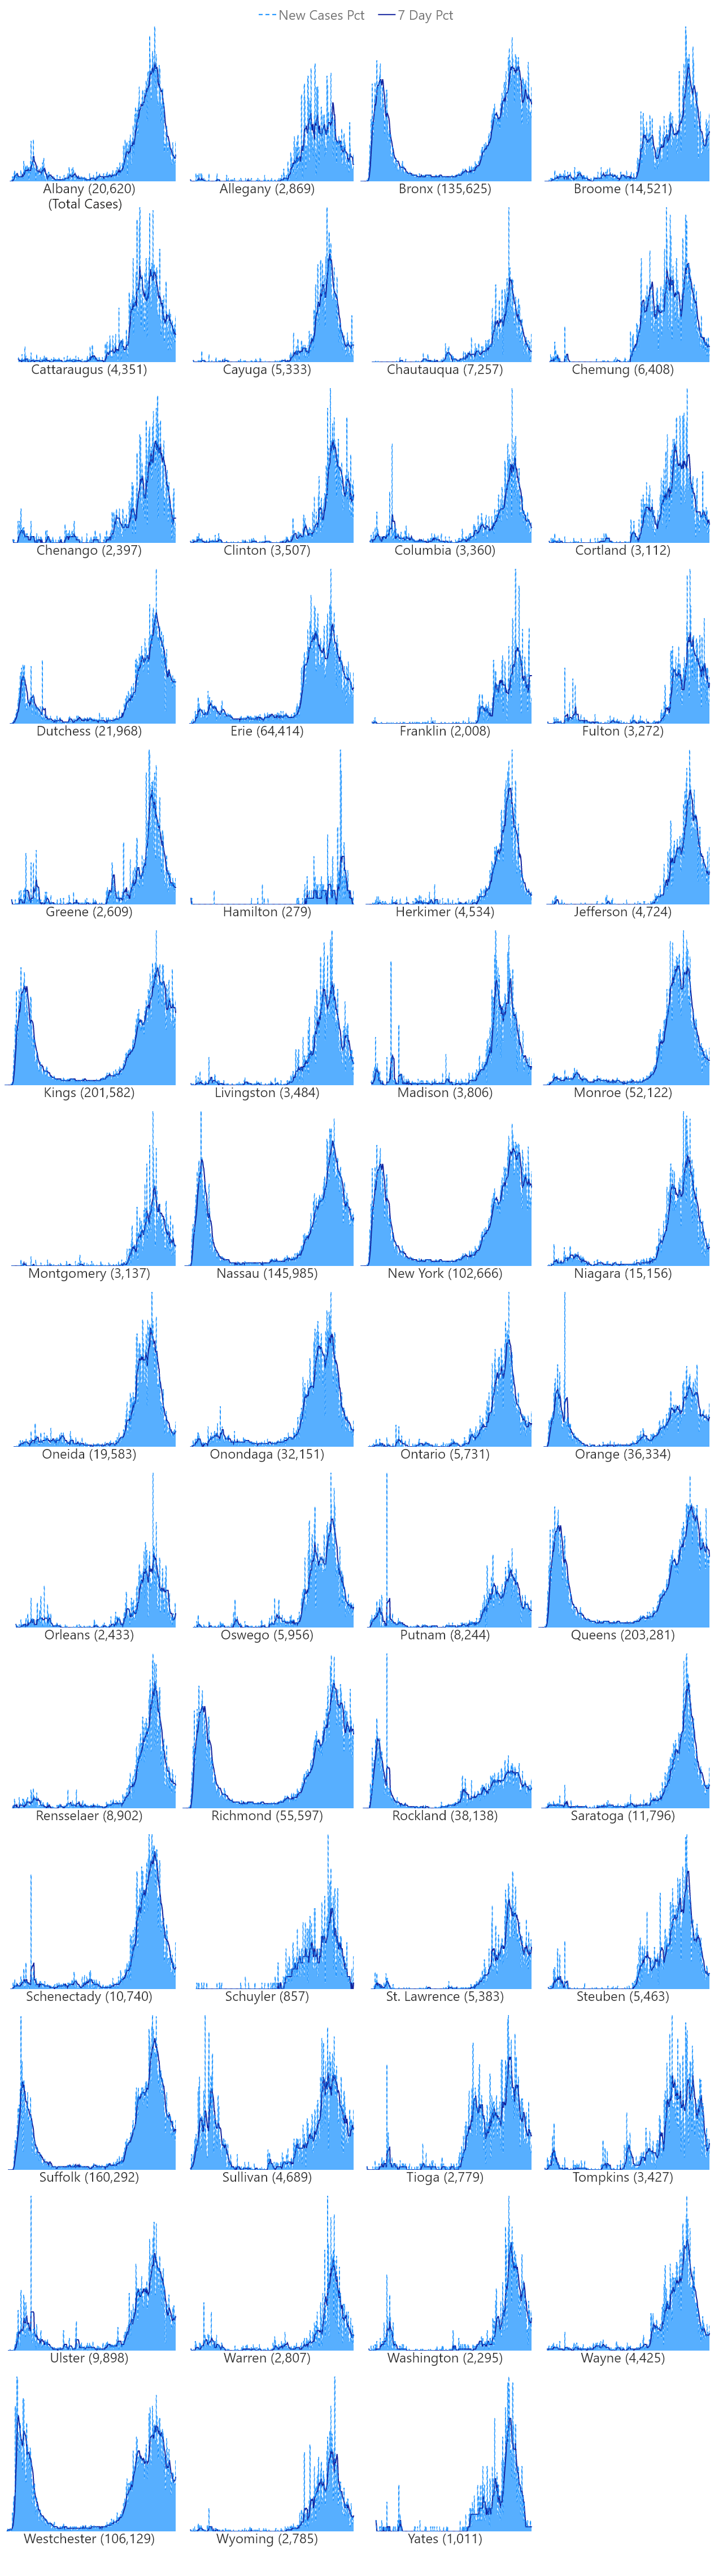 New Cases Pct 7 Day Pct
Albany (20,620) Allegany (2,869) Bronx (135,625) Broome (14,521)
(Total Cases)
Cattaraugus (4,351) Cayuga (5,333) Chautauqua (7,257) Chemung (6,408)
Chenango (2,397) Clinton (3,507) Columbia (3,360) Cortland (3,112)
Dutchess (21,968) Erie (64,414) Franklin (2,008) Fulton (3,272)
Greene (2,609) Hamilton (279) Herkimer (4,534) Jefferson (4,724)
Kings (201,582) Livingston (3,484) Madison (3,806) Monroe (52,122)
Montgomery (3,137) Nassau (145,985) New York (102,666) Niagara (15,156)
Oneida (19,583) Onondaga (32,151) Ontario (5,731) Orange (36,334)
Orleans (2,433) Oswego (5,956) Putnam (8,244) Queens (203,281)
Rensselaer (8,902) Richmond (55,597) Rockland (38,138) Saratoga (11,796)
Schenectady (10,740) Schuyler (857) St. Lawrence (5,383) Steuben (5,463)
Suffolk (160,292) Sullivan (4,689) Tioga (2,779) Tompkins (3,427)
Ulster (9,898) Warren (2,807) Washington (2,295) Wayne (4,425)
Westchester (106,129) Wyoming (2,785) Yates (1,011)